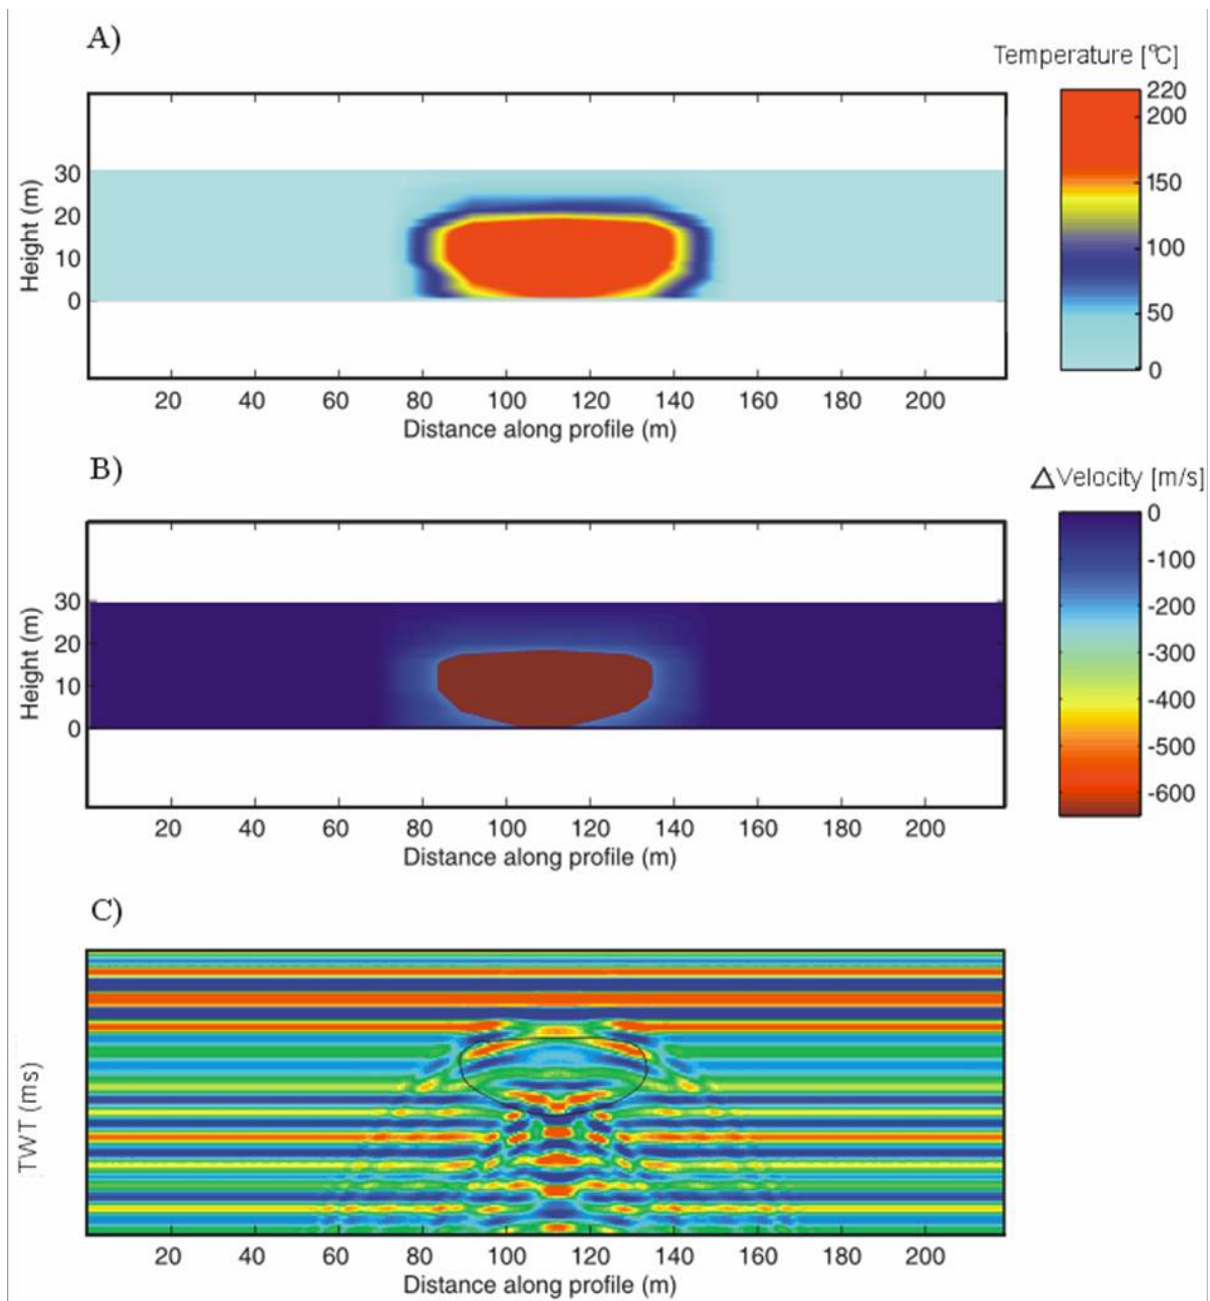 A)
Temperature [°C]
220
200
150
100
50
0
30
20
10
0
Height (m)
20 40 60 80 100 120 140 160 180 200
Distance along profile (m)
B)
△Velocity [m/s]
0
-100
-200
-300
-400
-500
-600
30
20
10
0
Height (m)
20 40 60 80 100 120 140 160 180 200
Distance along profile (m)
C)
TWT (ms)
20 40 60 80 100 120 140 160 180 200
Distance along profile (m)